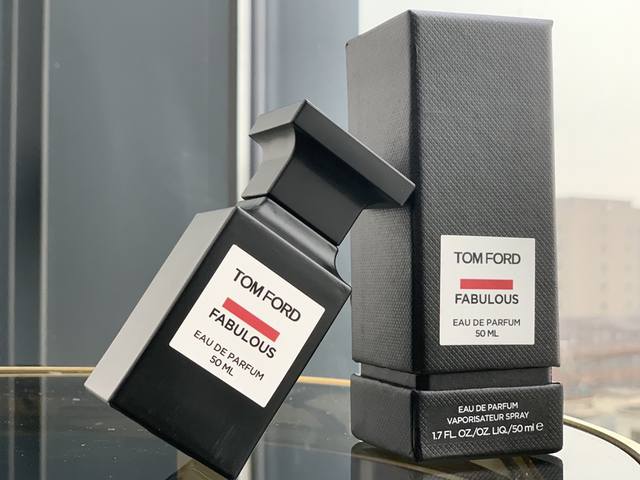 TOM FORD
FABULOUS
EAU DE PARFUM
50 ML
TOM FORD
FABULOUS
EAU DE PARFUM
50 ML
EAU DE PARFUM
VAPORISATEUR SPRAY
1.7 FL. OZ./OZ. LIQ./50 ml ℮